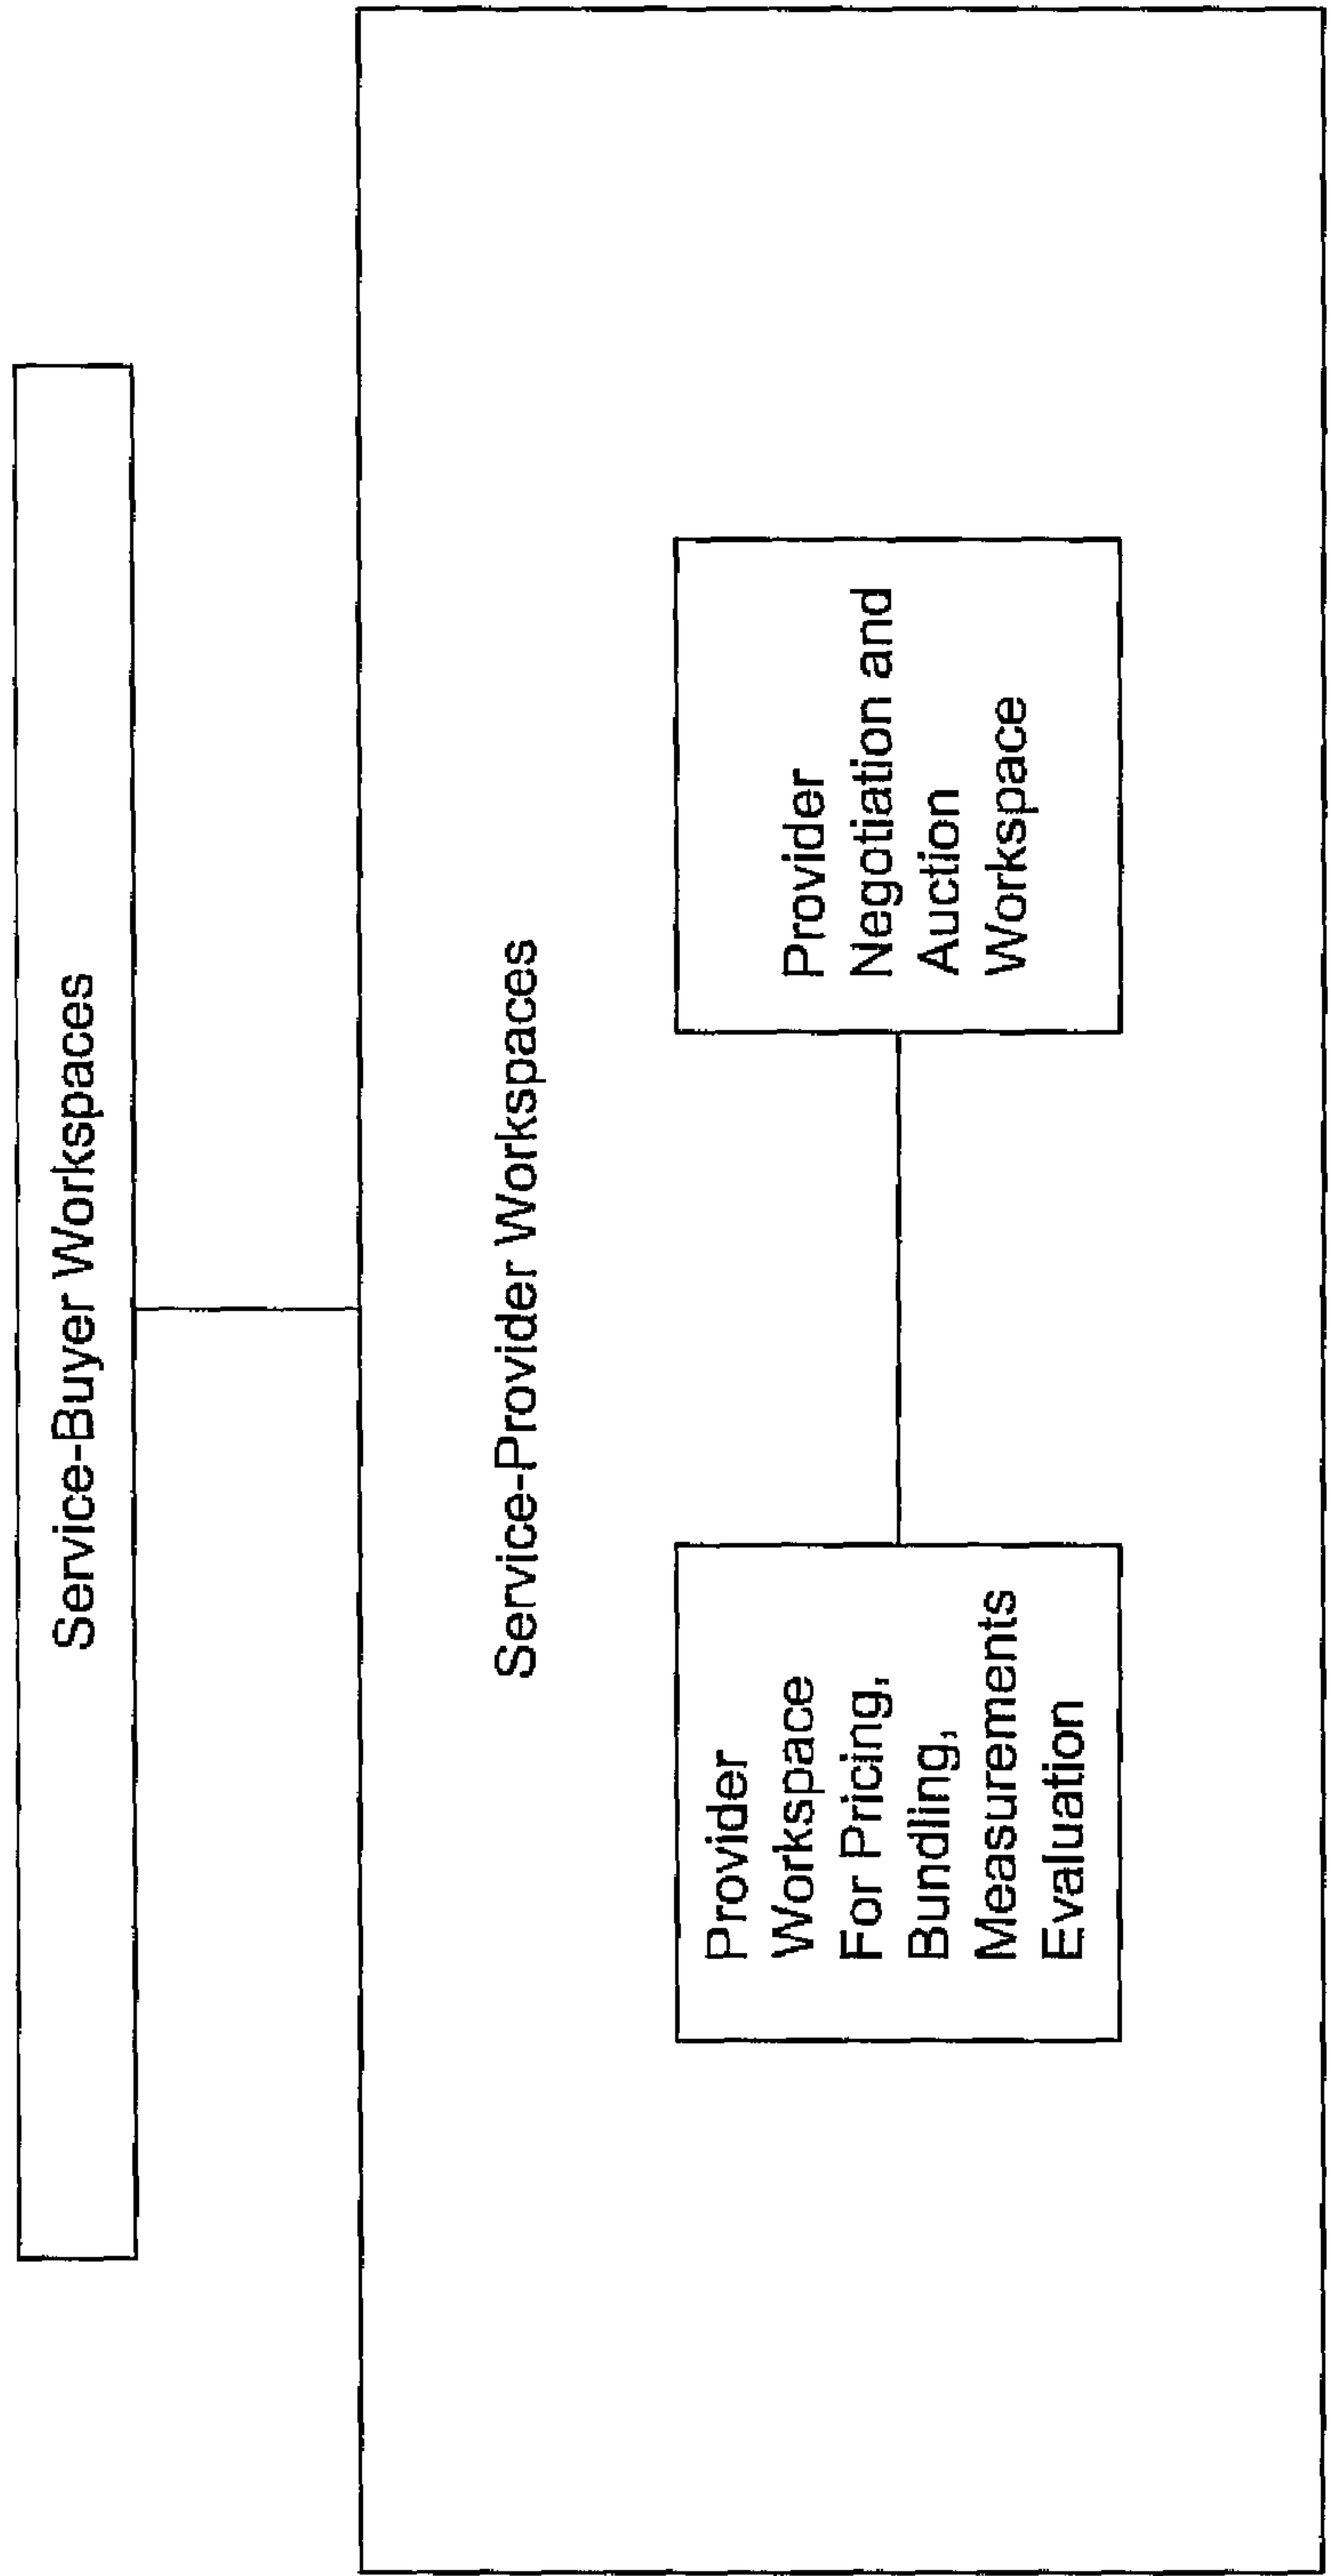 Service-Buyer Workspaces
Service-Provider Workspaces
Provider
Workspace
For Pricing,
Bundling,
Measurements
Evaluation
Provider
Negotiation and
Auction
Workspace